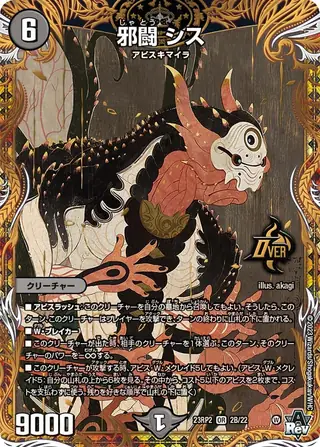 6
じゃとう
邪闘 シス
アビスキマイラ
OVER
illus. akagi
クリーチャー
■アビスラッシュ:このクリーチャーを自分の墓地から召喚してもよい。そうしたら、このターン、このクリーチャーはプレイヤーを攻撃でき、ターンの終わりに山札の下に置かれる。
■W・ブレイカー
■このクリーチャーが出た時、相手のクリーチャーを1体選ぶ。このターン、そのクリーチャーのパワーを-∞する。
■このクリーチャーが攻撃する時、アビス・W・メクレイド5してもよい。(アビス・W・メクレイド5:自分の山札の上から6枚を見る。その中から、コスト5以下のアビスを2枚まで、コストを支払わずに使う。残りを好きな順序で山札の下に置く)
9000
1
23RP2
OR
2B/22
W
Rev